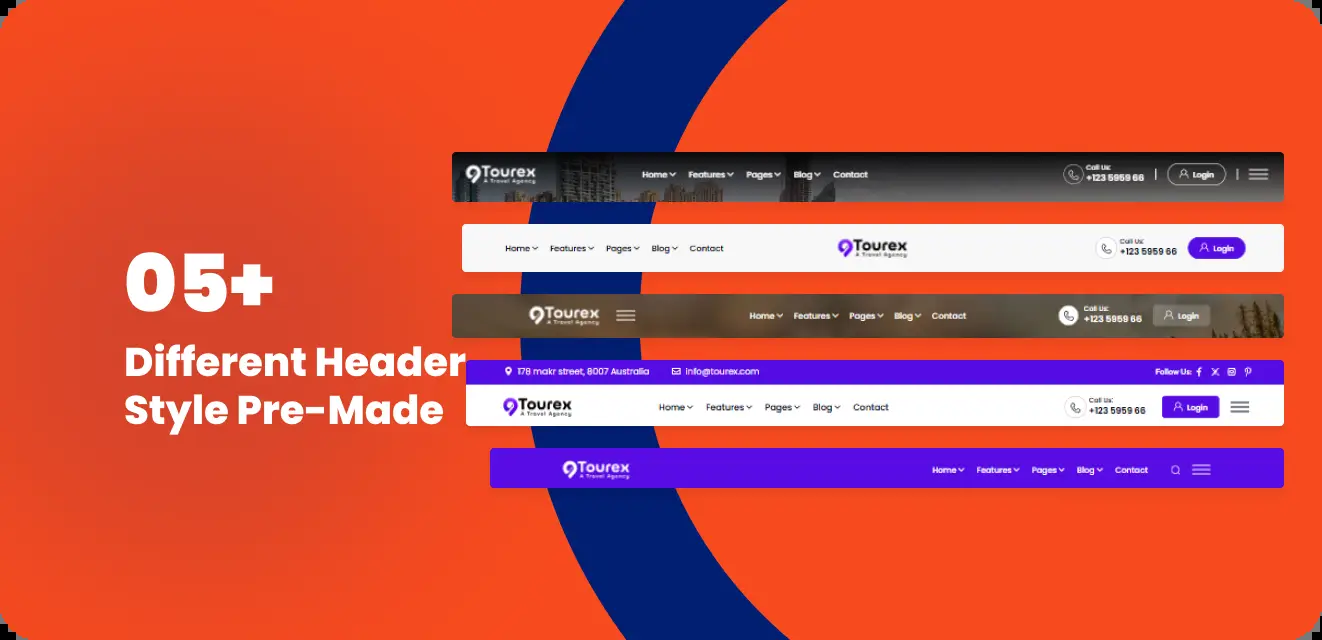 05+
Different Header
Style Pre-Made
Tourex
A Travel Agency
Home Features Pages Blog Contact
Call Us:
+123 5959 66
Login
Home Features Pages Blog Contact
Tourex
A Travel Agency
Call Us:
+123 5959 66
Login
Tourex
A Travel Agency
Home Features Pages Blog Contact
Call Us:
+123 5959 66
Login
178 makr street, 8007 Australia info@tourex.com Follow Us:
Tourex
A Travel Agency
Home Features Pages Blog Contact
Call Us:
+123 5959 66
Login
Tourex
A Travel Agency
Home Features Pages Blog Contact